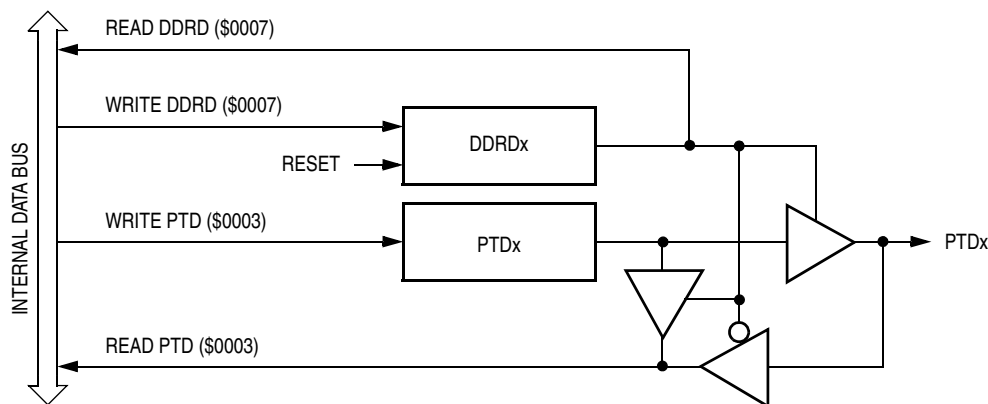 READ DDRD ($0007)
WRITE DDRD ($0007)
DDRDx
RESET
WRITE PTD ($0003)
PTDx
PTDx
READ PTD ($0003)
INTERNAL DATA BUS